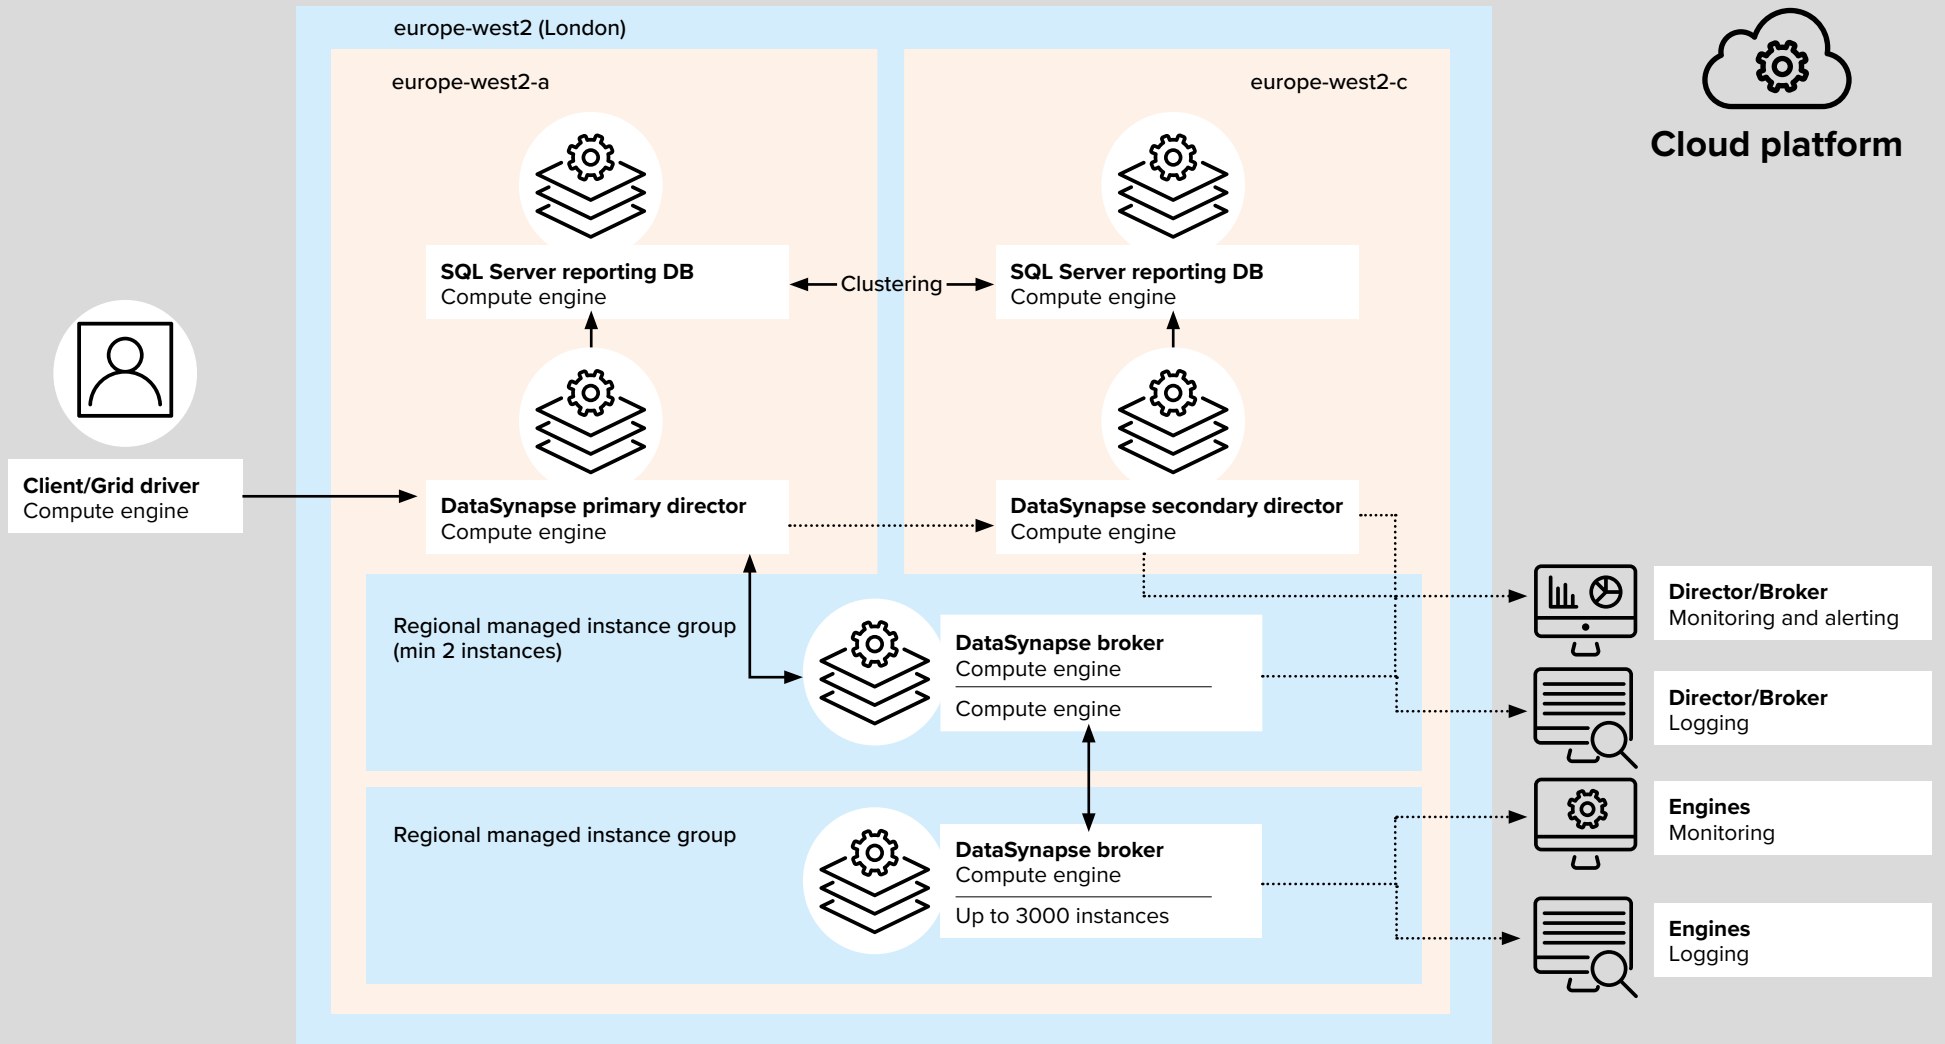 europe-west2 (London)
europe-west2-a
europe-west2-c
Cloud platform
SQL Server reporting DB
Compute engine
Clustering
SQL Server reporting DB
Compute engine
Client/Grid driver
Compute engine
DataSynapse primary director
Compute engine
DataSynapse secondary director
Compute engine
Regional managed instance group
(min 2 instances)
DataSynapse broker
Compute engine
Compute engine
Director/Broker
Monitoring and alerting
Director/Broker
Logging
Regional managed instance group
DataSynapse broker
Compute engine
Up to 3000 instances
Engines
Monitoring
Engines
Logging